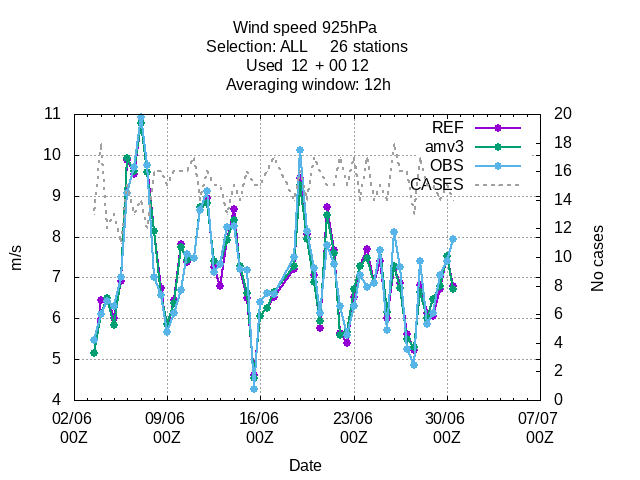 Wind speed 925hPa
Selection: ALL 26 stations
Used 12 + 00 12
Averaging window: 12h
11
10
9
8
7
6
5
4
m/s
20
18
16
14
12
10
8
6
4
2
0
No cases
REF
amv3
OBS
CASES
02/06 09/06 16/06 23/06 30/06 07/07
00Z 00Z 00Z 00Z 00Z 00Z
Date